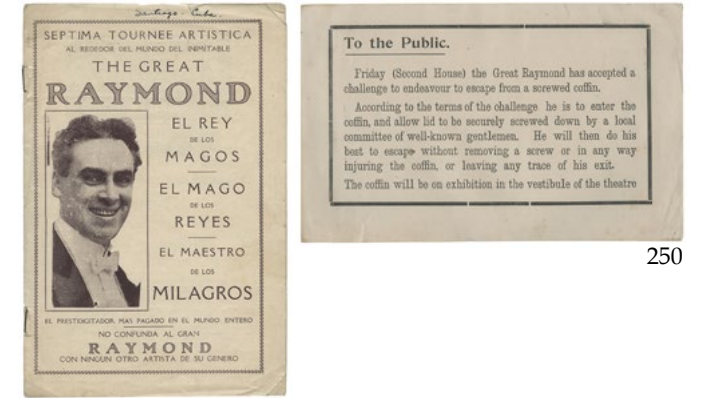 Santiago - Cuba -
SEPTIMA TOURNEE ARTISTICA
AL REDEDOR DEL MUNDO DEL INIMITABLE
THE GREAT
RAYMOND
EL REY
DE LOS
MAGOS
EL MAGO
DE LOS
REYES
EL MAESTRO
DE LOS
MILAGROS
EL PRESTIDIGITADOR MAS PAGADO EN EL MUNDO ENTERO
NO CONFUNDA AL GRAN
RAYMOND
CON NINGUN OTRO ARTISTA DE SU GENERO
To the Public.
Friday (Second House) the Great Raymond has accepted a
challenge to endeavour to escape from a screwed coffin.
According to the terms of the challenge he is to enter the
coffin, and allow lid to be securely screwed down by a local
committee of well-known gentlemen. He will then do his
best to escape without removing a screw or in any way
injuring the coffin, or leaving any trace of his exit.
The coffin will be on exhibition in the vestibule of the theatre
250